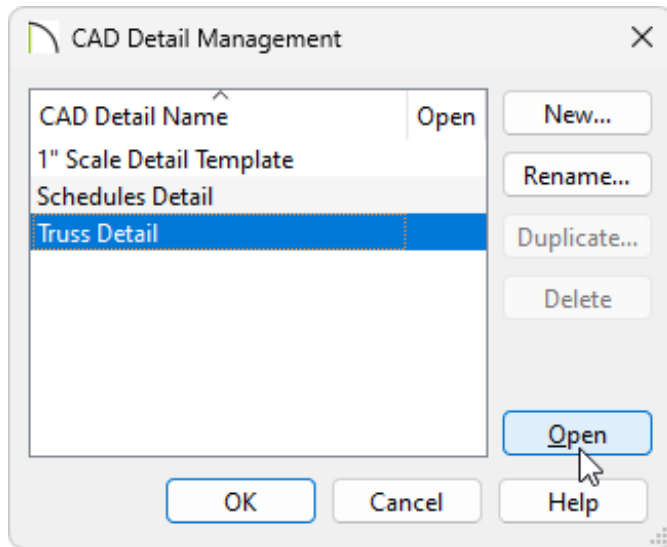 CAD Detail Management
CAD Detail Name Open
1" Scale Detail Template
Schedules Detail
Truss Detail
New...
Rename...
Duplicate...
Delete
Open
OK Cancel Help